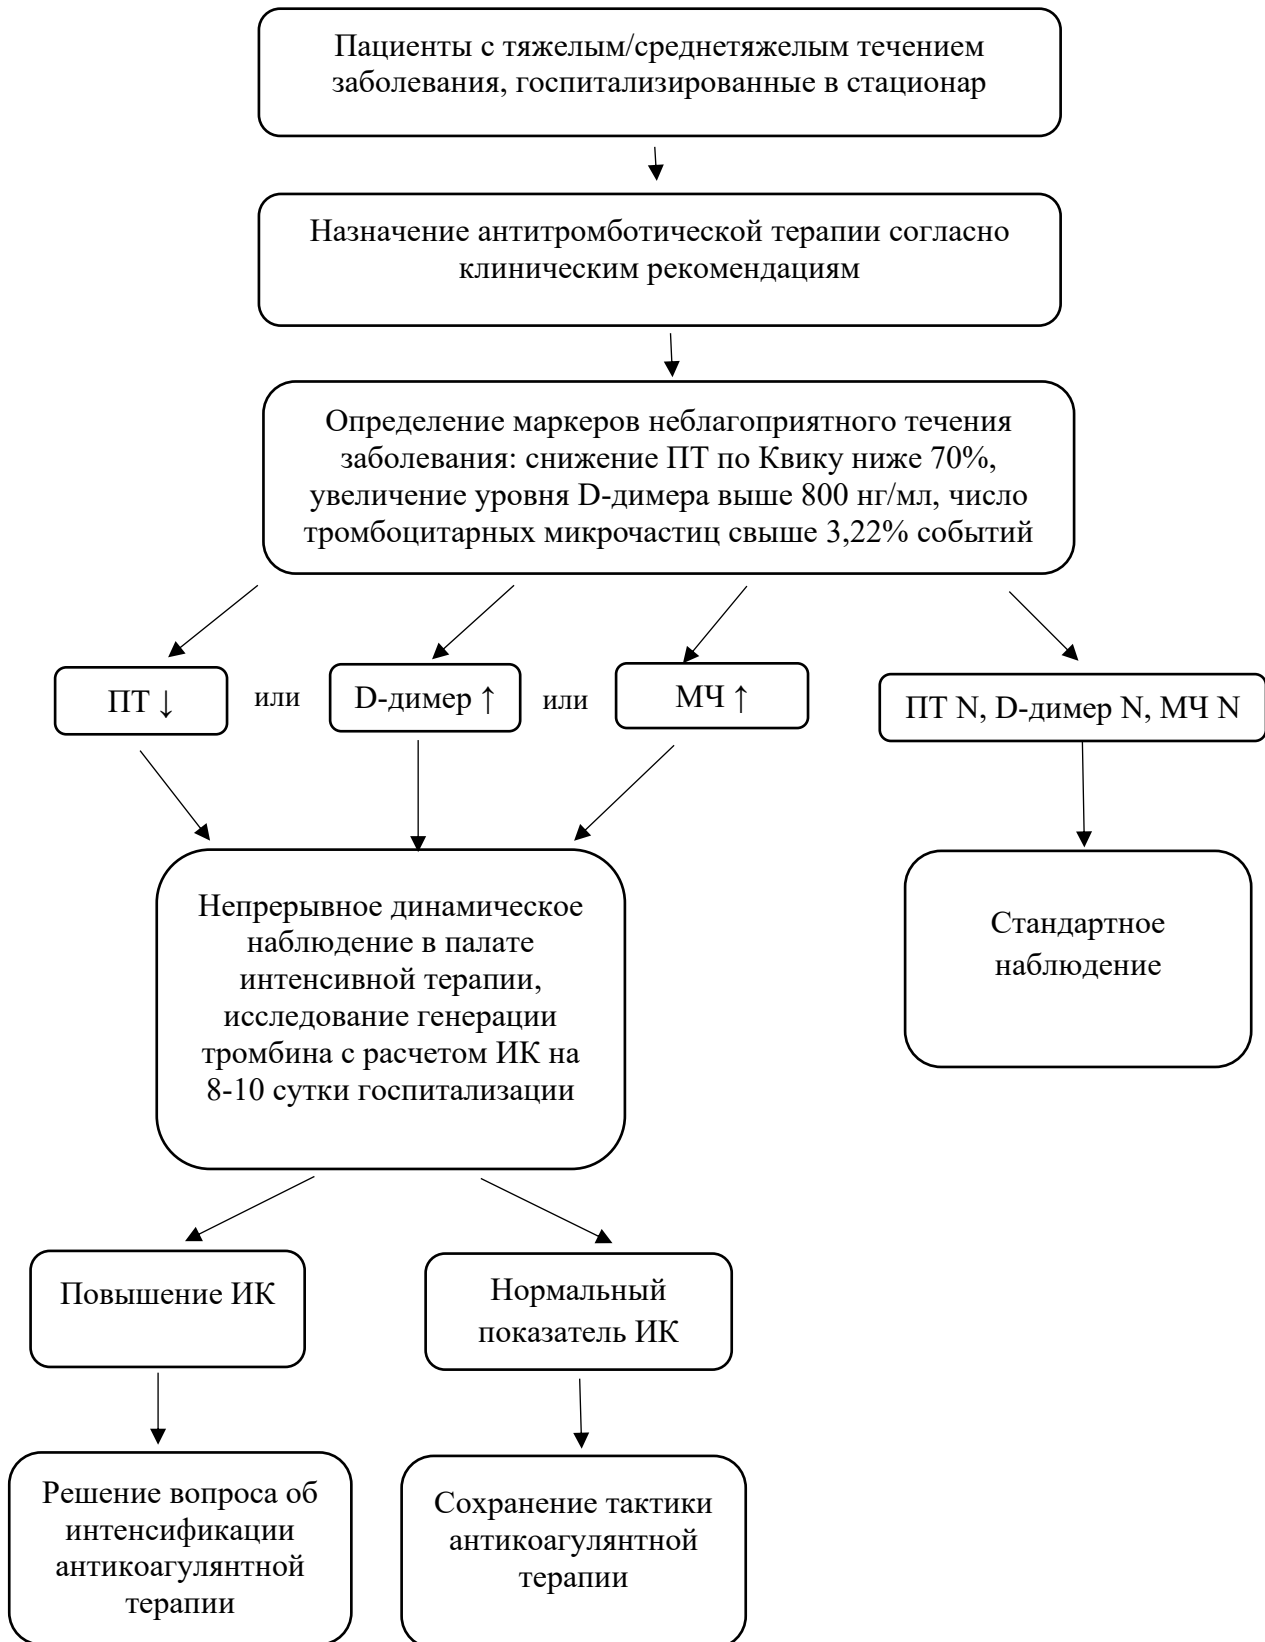 Пациенты с тяжелым/среднетяжелым течением
заболевания, госпитализированные в стационар
Назначение антитромботической терапии согласно
клиническим рекомендациям
Определение маркеров неблагоприятного течения
заболевания: снижение ПТ по Квику ниже 70%,
увеличение уровня D-димера выше 800 нг/мл, число
тромбоцитарных микрочастиц свыше 3,22% событий
ПТ ↓ или D-димер ↑ или МЧ ↑
ПТ N, D-димер N, МЧ N
Непрерывное динамическое
наблюдение в палате
интенсивной терапии,
исследование генерации
тромбина с расчетом ИК на
8-10 сутки госпитализации
Стандартное
наблюдение
Повышение ИК
Нормальный
показатель ИК
Решение вопроса об
интенсификации
антикоагулянтной
терапии
Сохранение тактики
антикоагулянтной
терапии